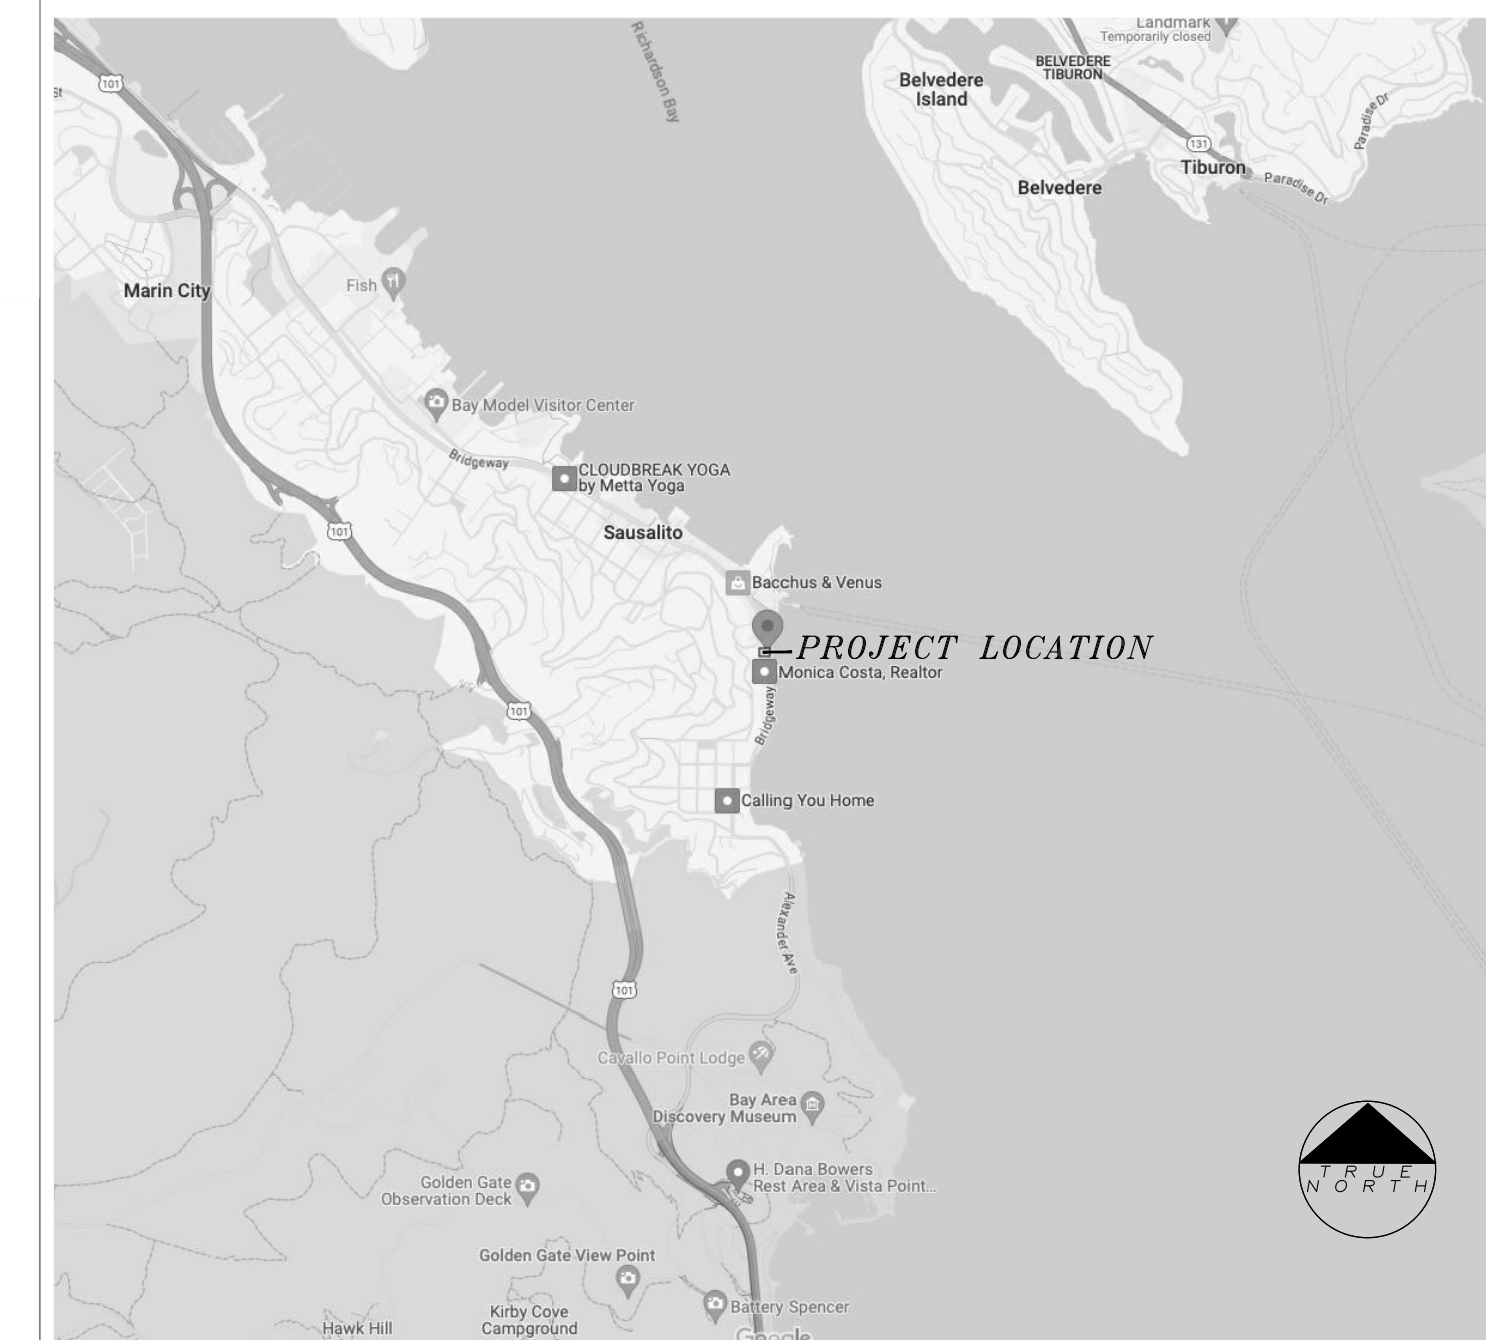 Landmark
Temporarily closed
Richardson Bay
BELVEDERE
TIBURON
Belvedere
Island
101
St
Paradise Dr
131
Tiburon
Paradise Dr
Belvedere
Marin City
Fish
Bay Model Visitor Center
Bridgeway
CLOUDBREAK YOGA
by Metta Yoga
101
Sausalito
Bacchus & Venus
PROJECT LOCATION
Monica Costa, Realtor
Bridgeway
101
Calling You Home
Alexander Ave
101
Cavallo Point Lodge
Bay Area
Discovery Museum
H. Dana Bowers
Rest Area & Vista Point...
Golden Gate
Observation Deck
TRUE
NORTH
Golden Gate View Point
Battery Spencer
Kirby Cove
Campground
Hawk Hill
Google